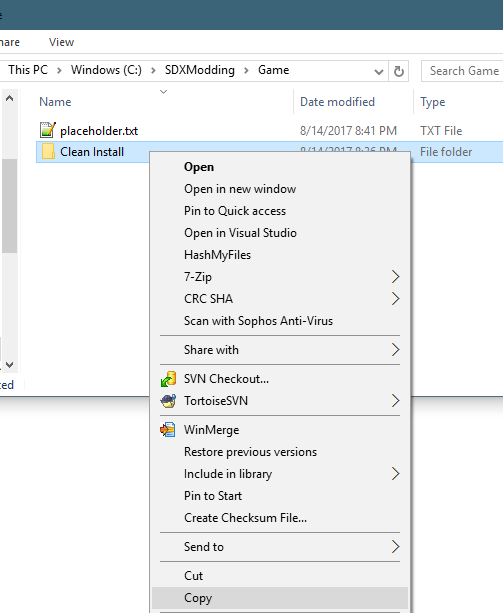 hare View
This PC > Windows (C:) > SDXModding > Game Search Game
Name Date modified Type
placeholder.txt 8/14/2017 8:41 PM TXT File
Clean Install 8/14/2017 8:36 PM File folder
Open
Open in new window
Pin to Quick access
Open in Visual Studio
HashMyFiles
7-Zip
CRC SHA
Scan with Sophos Anti-Virus
Share with
SVN Checkout...
ted
TortoiseSVN
WinMerge
Restore previous versions
Include in library
Pin to Start
Create Checksum File...
Send to
Cut
Copy